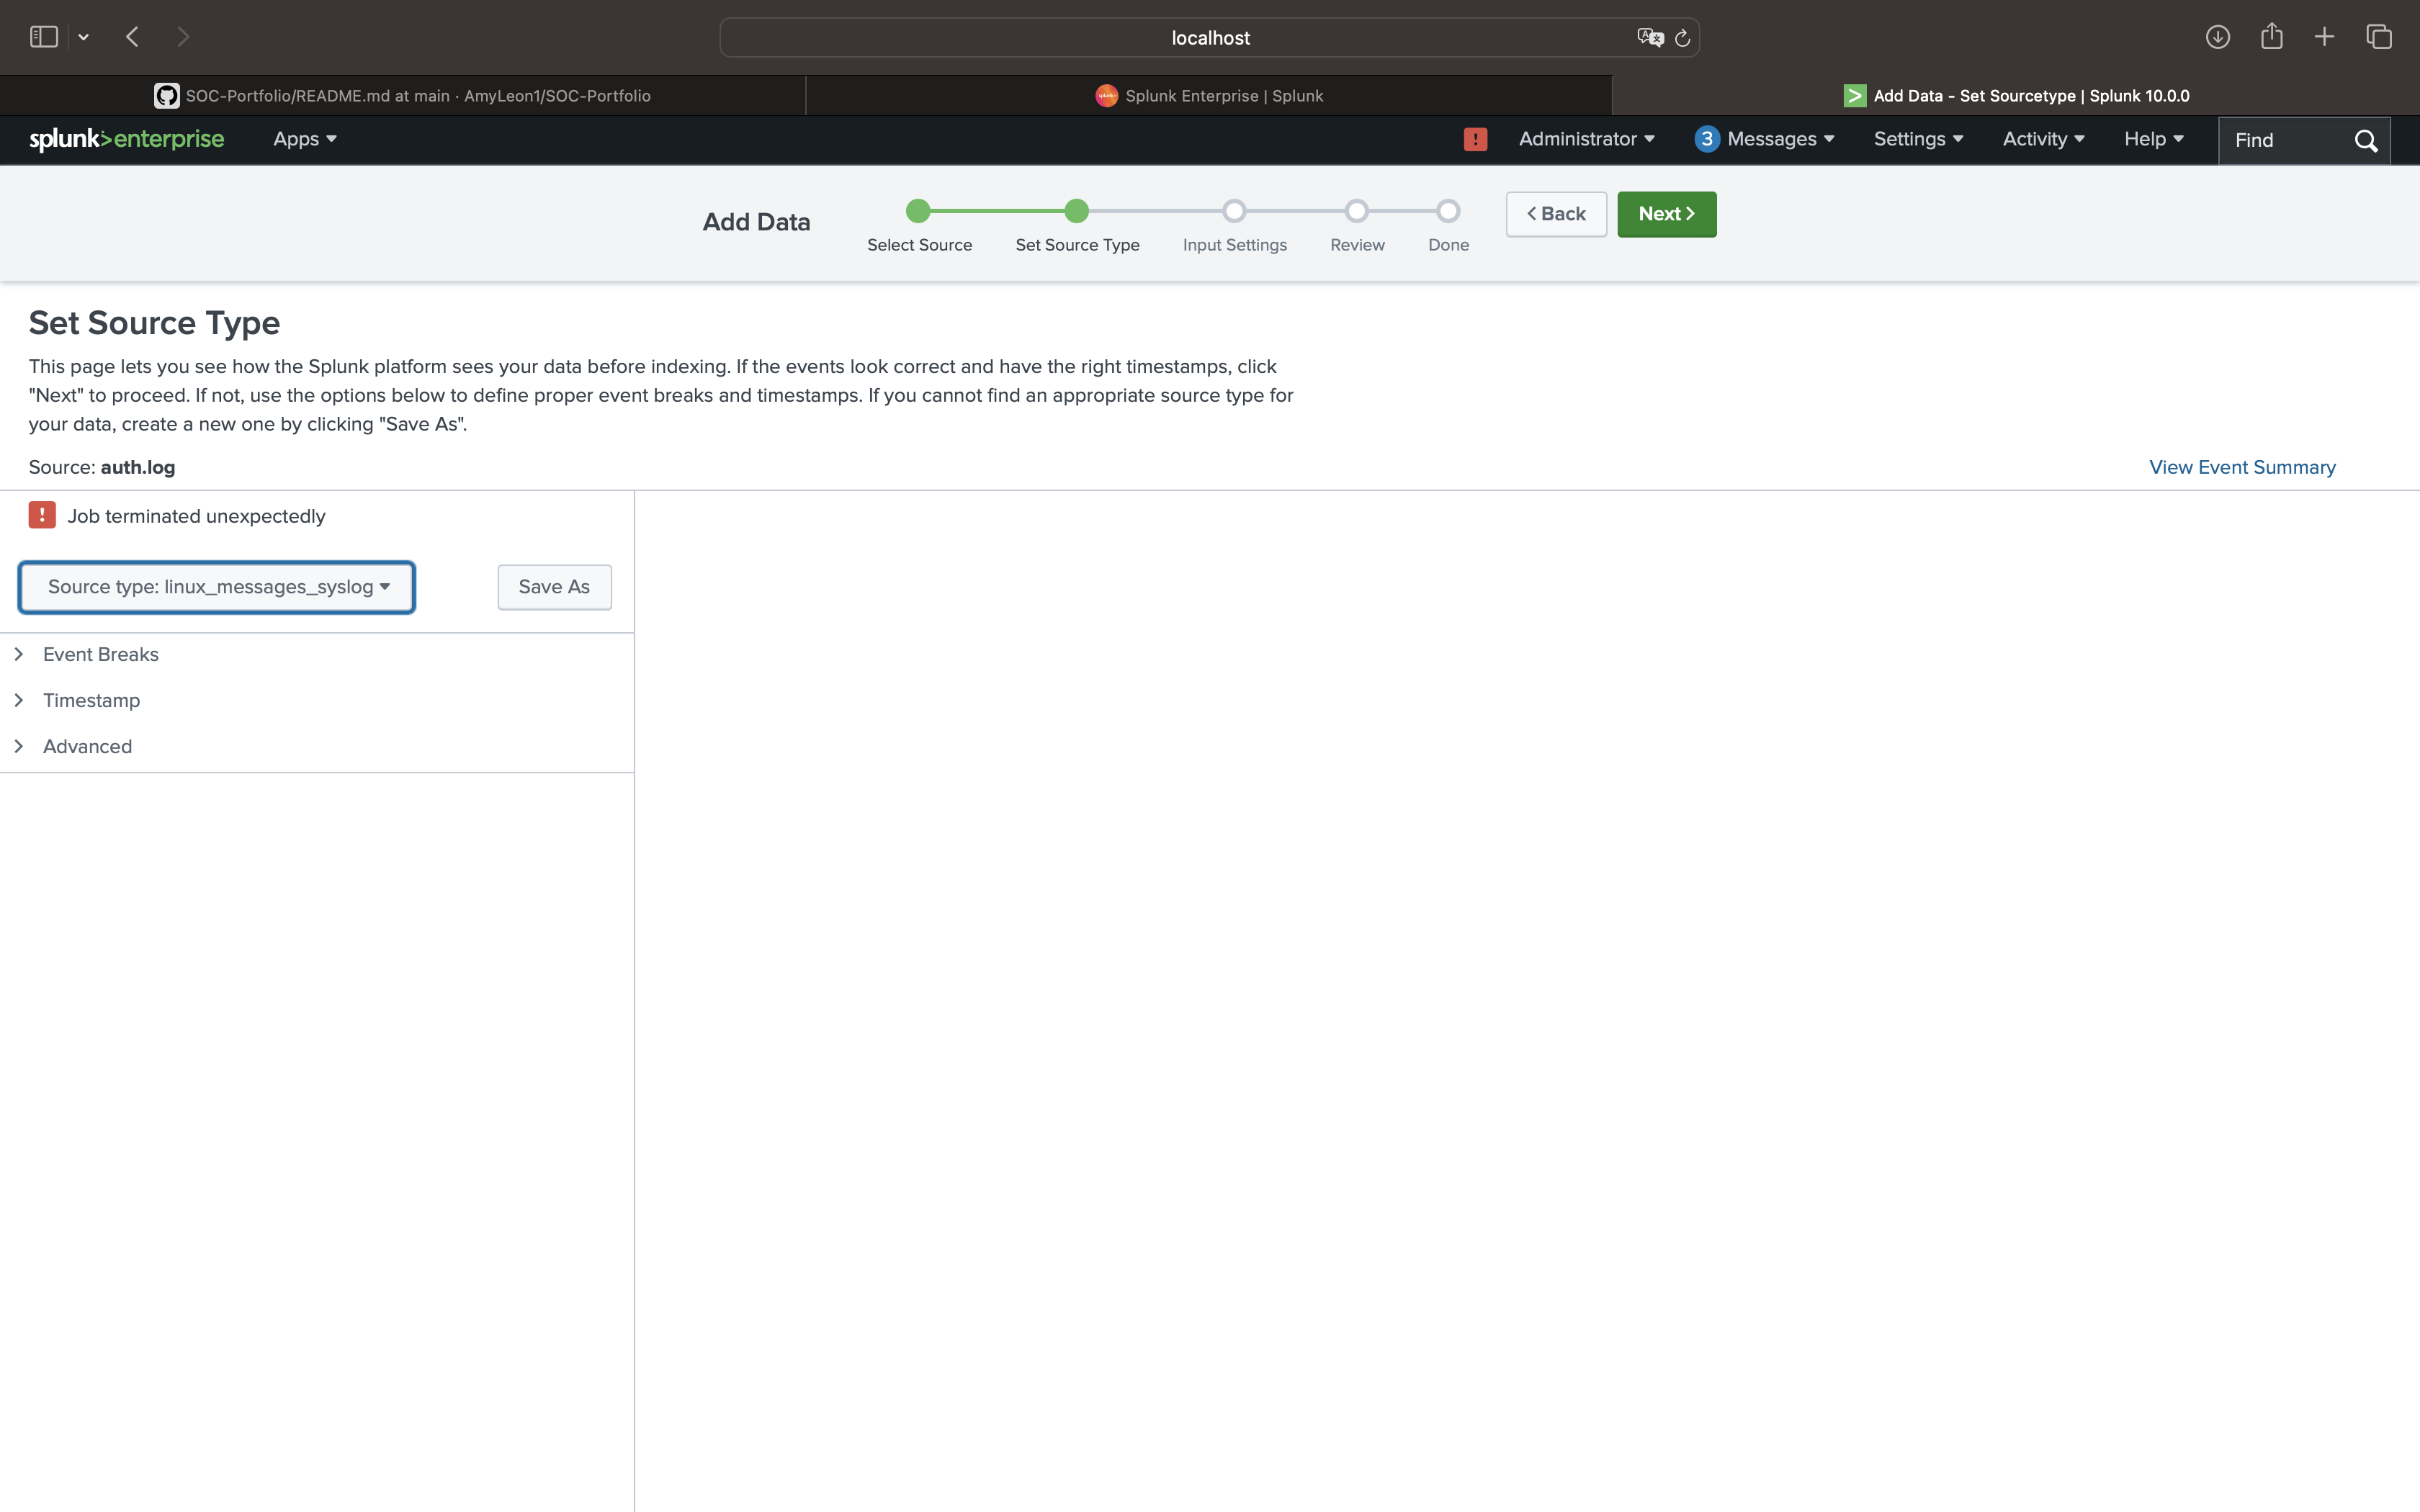 localhost
SOC-Portfolio/README.md at main · AmyLeon1/SOC-Portfolio
Splunk Enterprise | Splunk
Add Data - Set Sourcetype | Splunk 10.0.0
splunk>enterprise
Apps
Administrator
3 Messages
Settings
Activity
Help
Find
Add Data
Select Source
Set Source Type
Input Settings
Review
Done
Back
Next
Set Source Type
This page lets you see how the Splunk platform sees your data before indexing. If the events look correct and have the right timestamps, click
"Next" to proceed. If not, use the options below to define proper event breaks and timestamps. If you cannot find an appropriate source type for
your data, create a new one by clicking "Save As".
Source: auth.log
View Event Summary
Job terminated unexpectedly
Source type: linux_messages_syslog
Save As
Event Breaks
Timestamp
Advanced